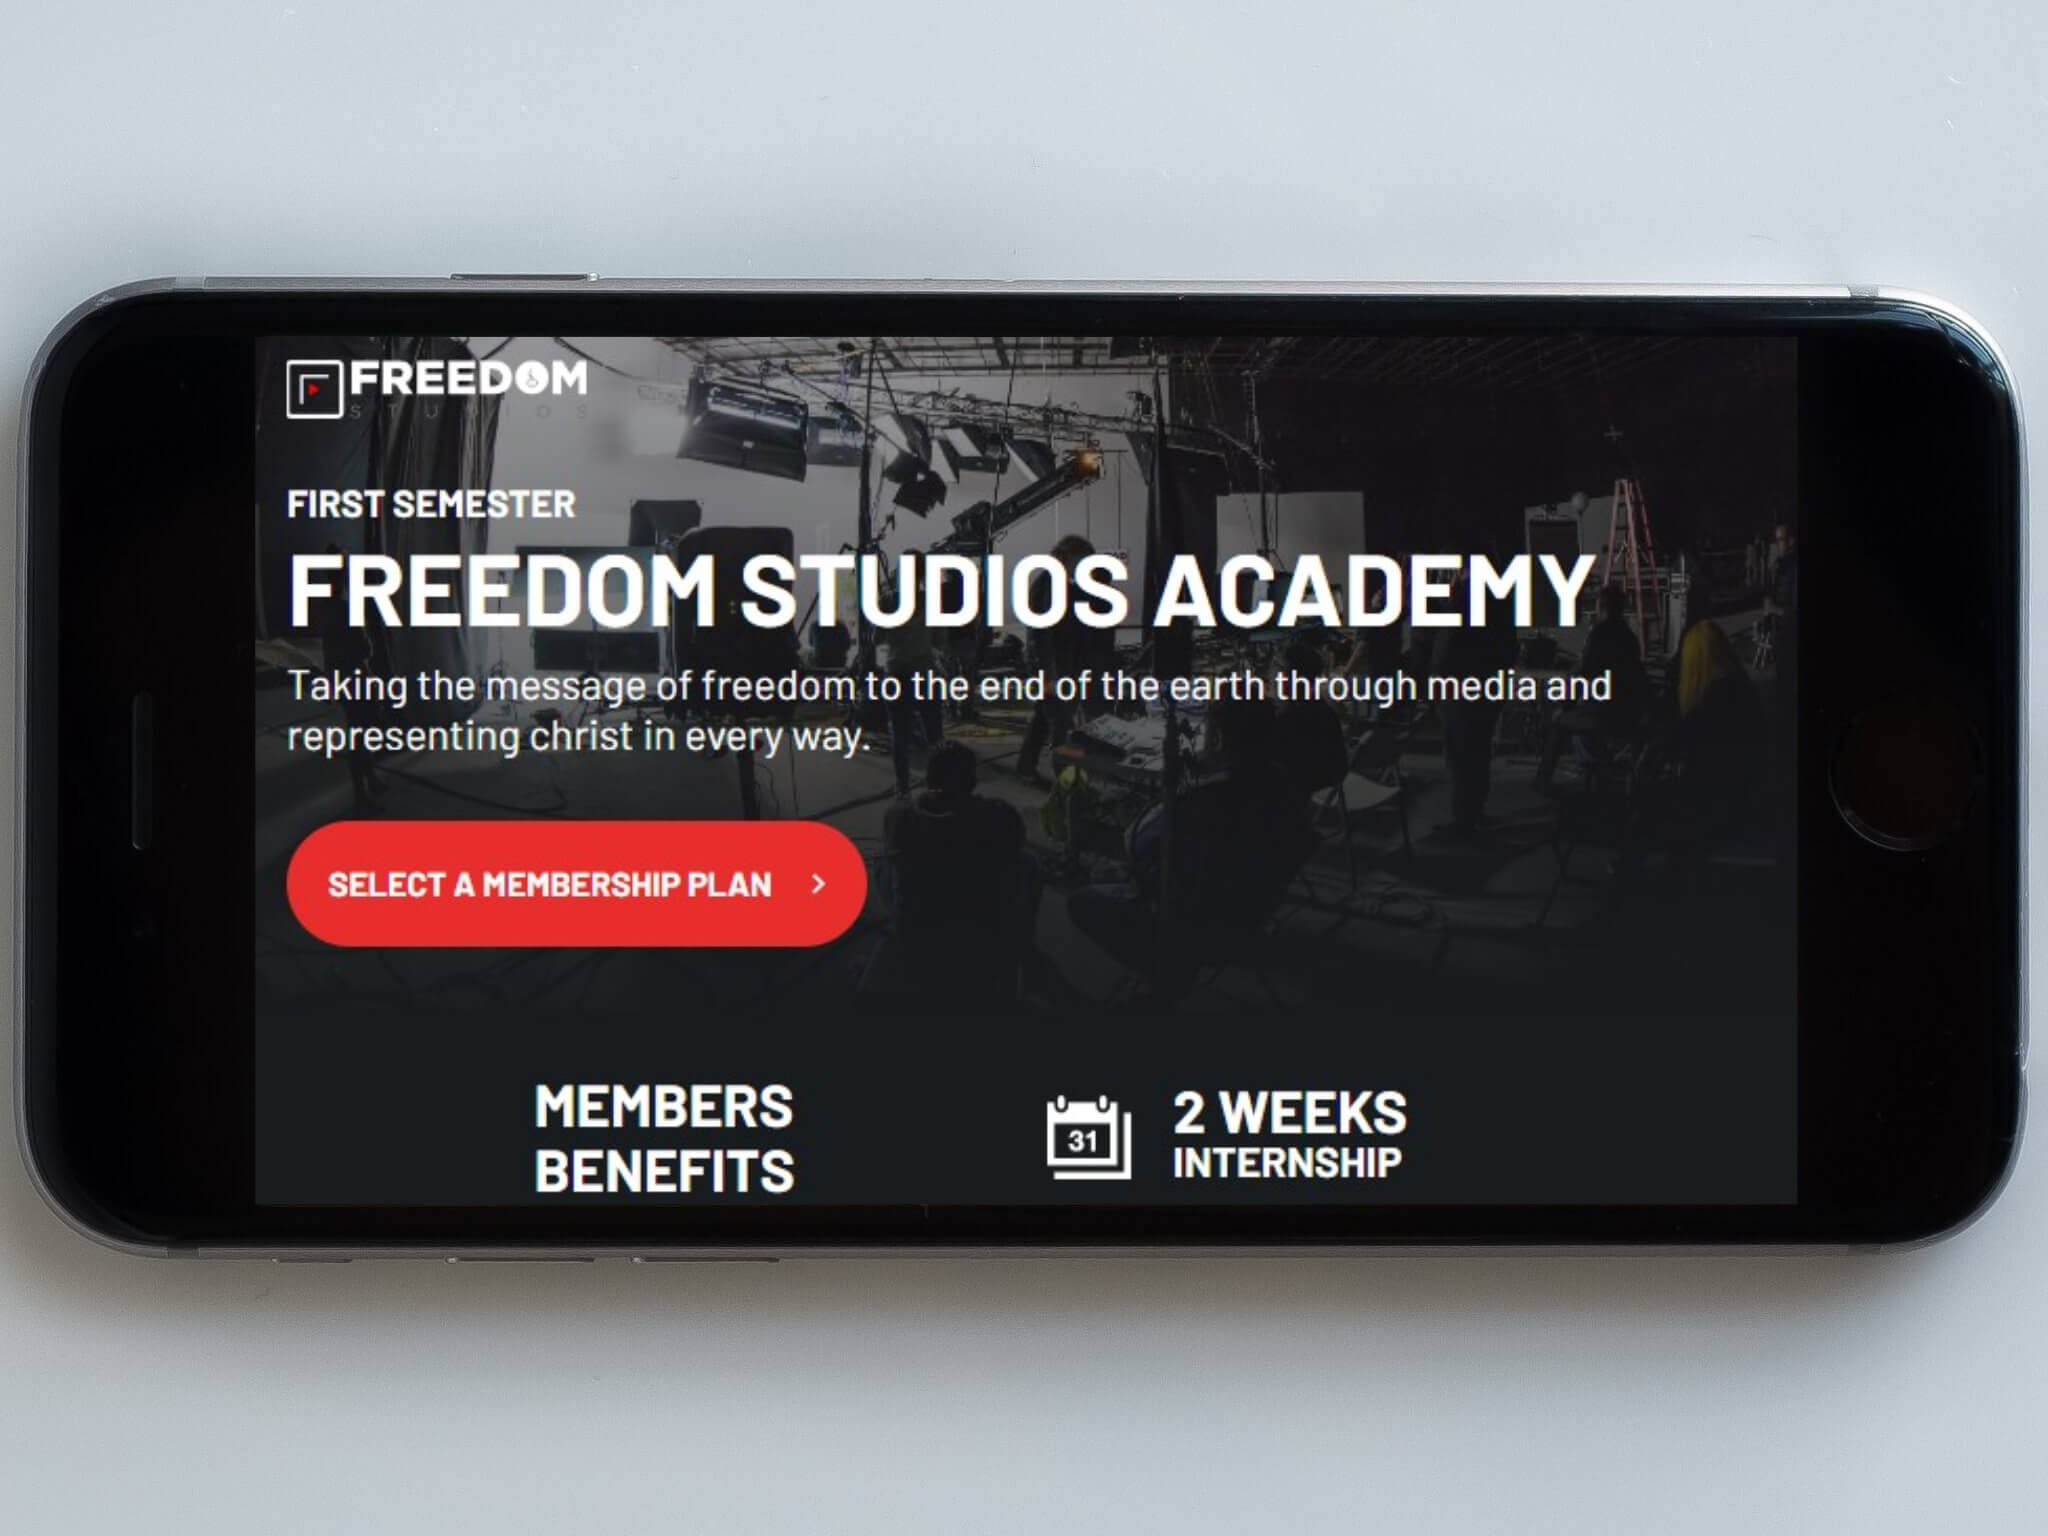 FREEDOM
STUDIOS
FIRST SEMESTER
FREEDOM STUDIOS ACADEMY
Taking the message of freedom to the end of the earth through media and
representing christ in every way.
SELECT A MEMBERSHIP PLAN >
MEMBERS
BENEFITS
31
2 WEEKS
INTERNSHIP